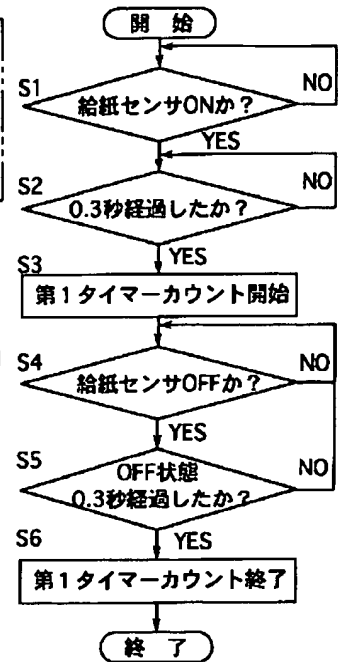 開 始
S1
給紙センサONか？
NO
YES
S2
0.3秒経過したか？
NO
YES
S3
第1タイマーカウント開始
S4
給紙センサOFFか？
NO
YES
S5
OFF状態
0.3秒経過したか？
NO
YES
S6
第1タイマーカウント終了
終 了